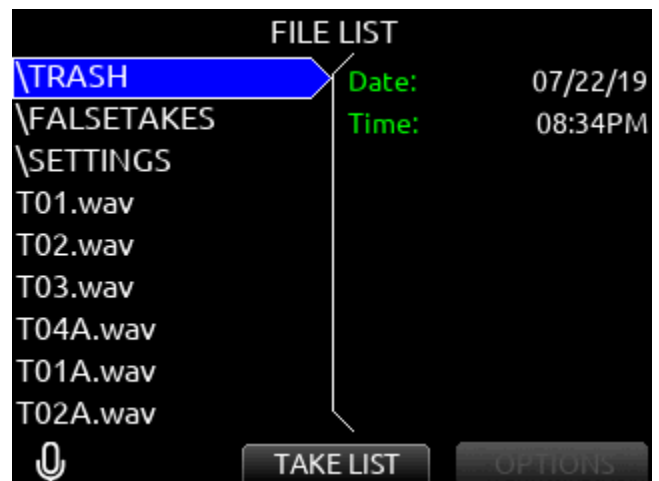 FILE LIST
\TRASH
\FALSETAKES
\SETTINGS
T01.wav
T02.wav
T03.wav
T04A.wav
T01A.wav
T02A.wav
Date: 07/22/19
Time: 08:34PM
TAKE LIST
OPTIONS